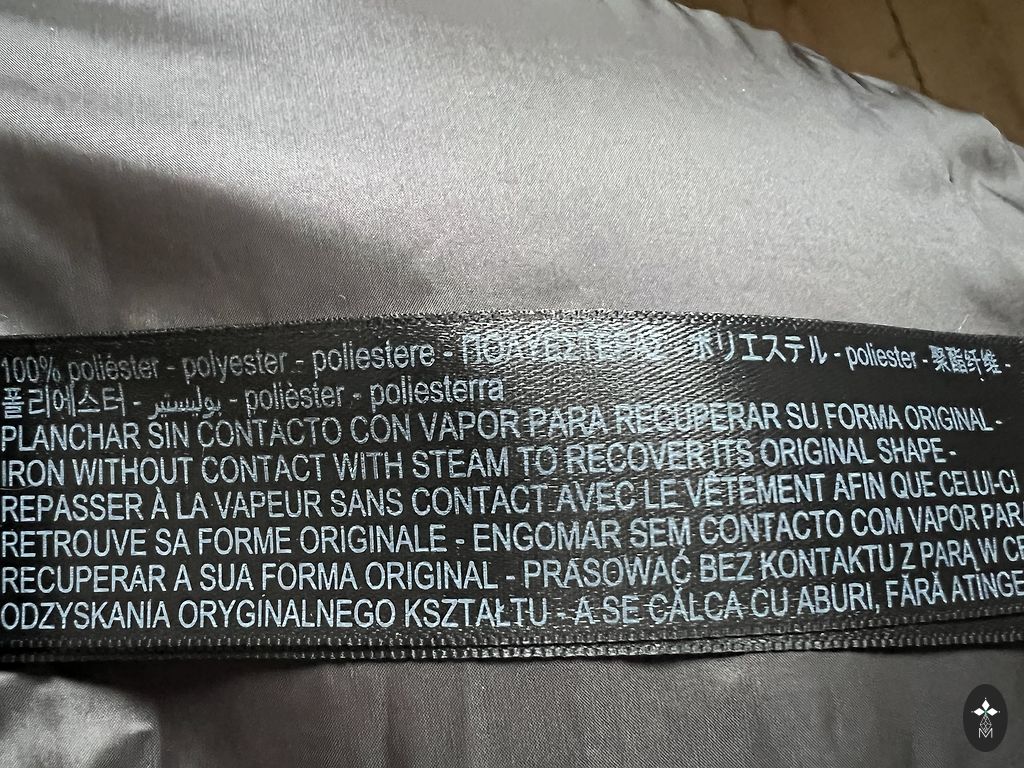 100% poliéster - polyester - poliestere - ΠΟΛΥΕΣΤΕΡΑΣ ポリエステル - poliester - 聚酯纤维 -
폴리에스터 - بوليستر - polièster - poliesterra
PLANCHAR SIN CONTACTO CON VAPOR PARA RECUPERAR SU FORMA ORIGINAL -
IRON WITHOUT CONTACT WITH STEAM TO RECOVER ITS ORIGINAL SHAPE -
REPASSER À LA VAPEUR SANS CONTACT AVEC LE VÊTEMENT AFIN QUE CELUI-CI
RETROUVE SA FORME ORIGINALE - ENGOMAR SEM CONTACTO COM VAPOR PARA
RECUPERAR A SUA FORMA ORIGINAL - PRASOWAĆ BEZ KONTAKTU Z PARĄ W CE
ODZYSKANIA ORYGINALNEGO KSZTAŁTU - A SE CĂLCA CU ABURI, FĂRĂ ATINGE
M